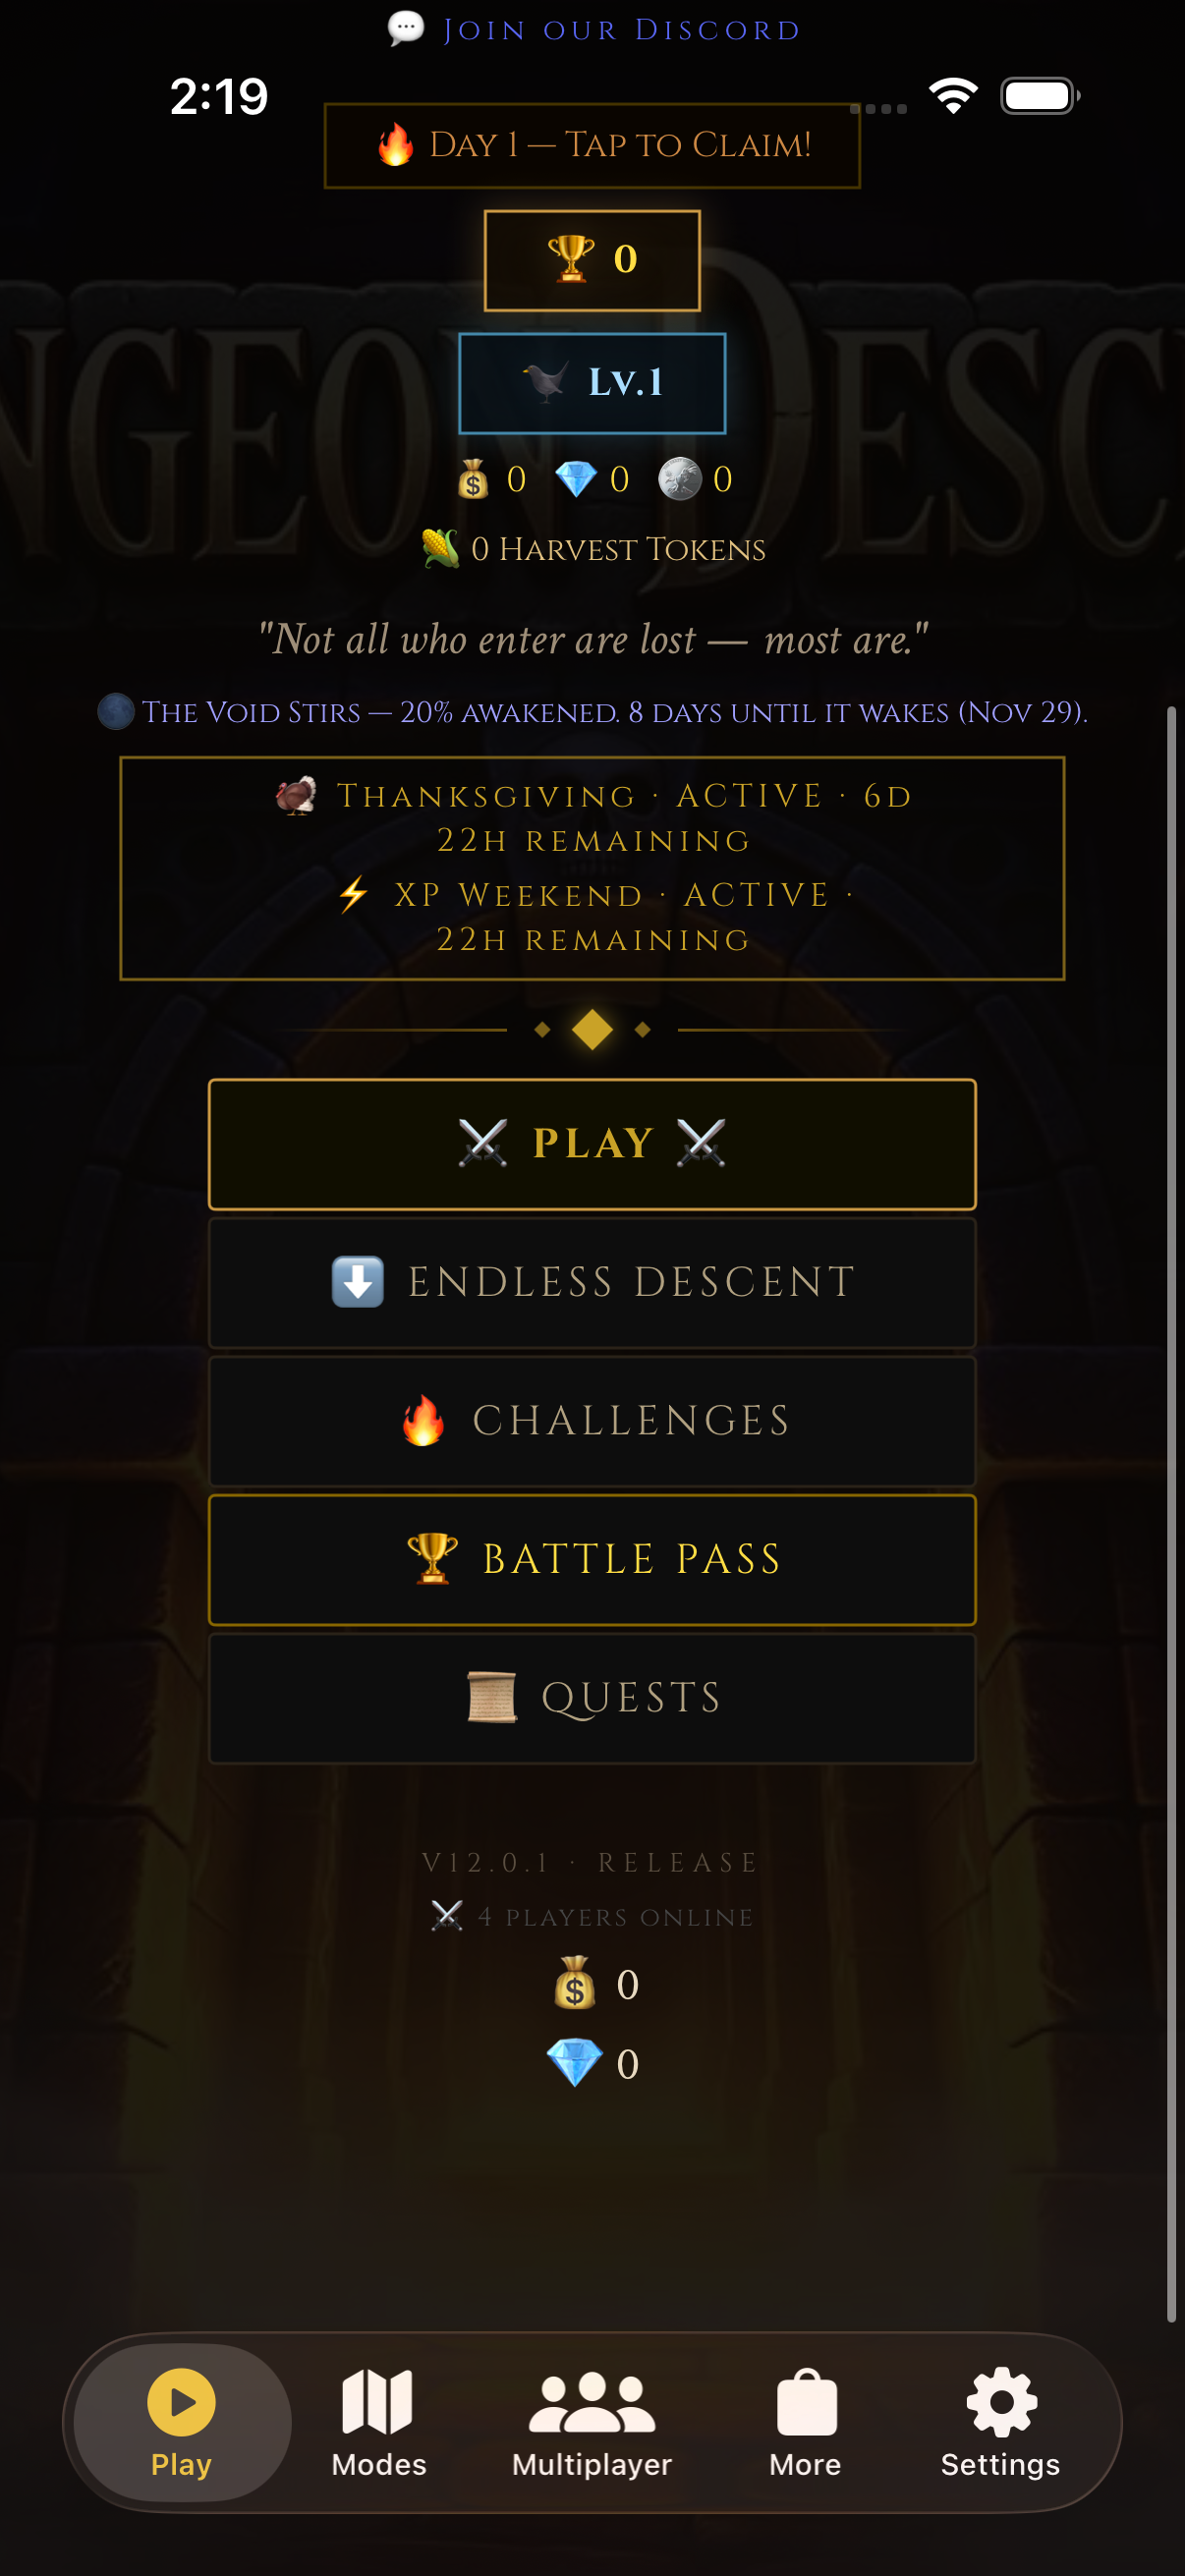 Join our Discord
2:19
Day 1 — Tap to Claim!
0
Lv.1
0 0 0
0 Harvest Tokens
"Not all who enter are lost — most are."
The Void Stirs — 20% awakened. 8 days until it wakes (Nov 29).
Thanksgiving · ACTIVE · 6d
22h remaining
XP Weekend · ACTIVE ·
22h remaining
PLAY
ENDLESS DESCENT
CHALLENGES
BATTLE PASS
QUESTS
V12.0.1 · RELEASE
4 players online
0
0
Play
Modes
Multiplayer
More
Settings